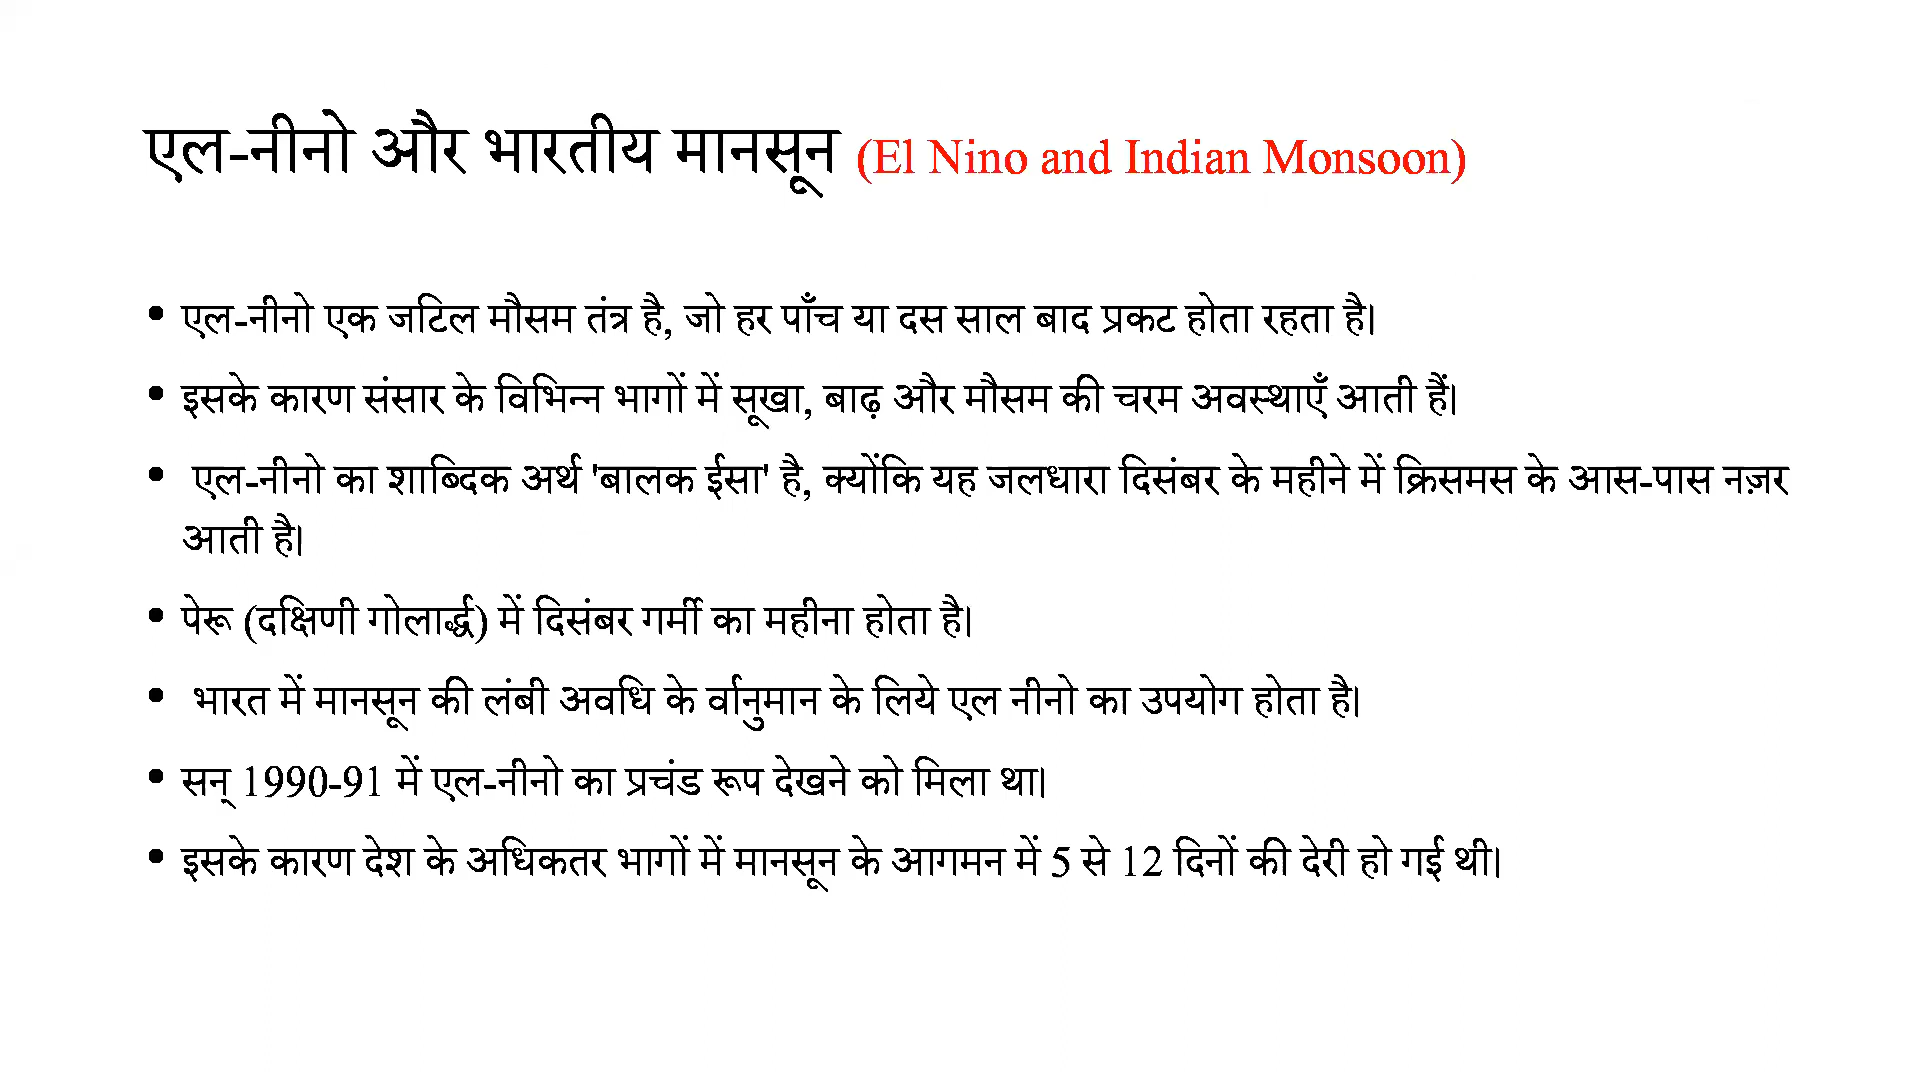 एल-नीनो और भारतीय मानसून (El Nino and Indian Monsoon)
• एल-नीनो एक जटिल मौसम तंत्र है, जो हर पाँच या दस साल बाद प्रकट होता रहता है।
• इसके कारण संसार के विभिन्न भागों में सूखा, बाढ़ और मौसम की चरम अवस्थाएँ आती हैं।
• एल-नीनो का शाब्दिक अर्थ 'बालक ईसा' है, क्योंकि यह जलधारा दिसंबर के महीने में क्रिसमस के आस-पास नज़र
आती है।
• पेरू (दक्षिणी गोलार्द्ध) में दिसंबर गर्मी का महीना होता है।
• भारत में मानसून की लंबी अवधि के र्वानुमान के लिये एल नीनो का उपयोग होता है।
• सन् 1990-91 में एल-नीनो का प्रचंड रूप देखने को मिला था।
• इसके कारण देश के अधिकतर भागों में मानसून के आगमन में 5 से 12 दिनों की देरी हो गई थी।